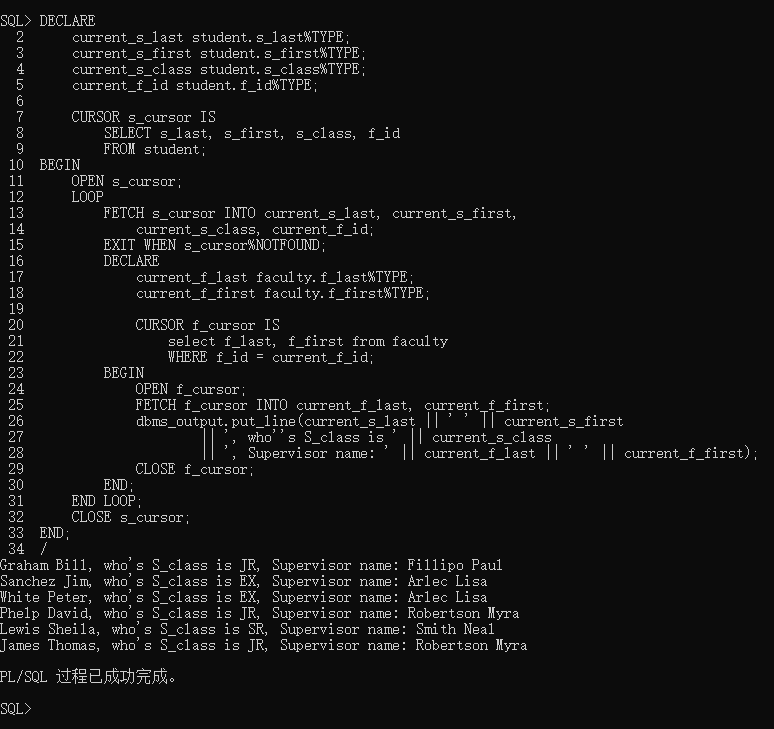 SQL> DECLARE
  2      current_s_last student.s_last%TYPE;
  3      current_s_first student.s_first%TYPE;
  4      current_s_class student.s_class%TYPE;
  5      current_f_id student.f_id%TYPE;
  6
  7      CURSOR s_cursor IS
  8          SELECT s_last, s_first, s_class, f_id
  9          FROM student;
 10  BEGIN
 11      OPEN s_cursor;
 12      LOOP
 13          FETCH s_cursor INTO current_s_last, current_s_first,
 14              current_s_class, current_f_id;
 15          EXIT WHEN s_cursor%NOTFOUND;
 16          DECLARE
 17              current_f_last faculty.f_last%TYPE;
 18              current_f_first faculty.f_first%TYPE;
 19
 20              CURSOR f_cursor IS
 21                  select f_last, f_first from faculty
 22                  WHERE f_id = current_f_id;
 23          BEGIN
 24              OPEN f_cursor;
 25              FETCH f_cursor INTO current_f_last, current_f_first;
 26              dbms_output.put_line(current_s_last || ' ' || current_s_first
 27                      || ', who''s S_class is ' || current_s_class
 28                      || ', Supervisor name: ' || current_f_last || ' ' || current_f_first);
 29              CLOSE f_cursor;
 30          END;
 31      END LOOP;
 32      CLOSE s_cursor;
 33  END;
 34  /
Graham Bill, who's S_class is JR, Supervisor name: Fillipo Paul
Sanchez Jim, who's S_class is EX, Supervisor name: Arlec Lisa
White Peter, who's S_class is EX, Supervisor name: Arlec Lisa
Phelp David, who's S_class is JR, Supervisor name: Robertson Myra
Lewis Sheila, who's S_class is SR, Supervisor name: Smith Neal
James Thomas, who's S_class is JR, Supervisor name: Robertson Myra
PL/SQL 过程已成功完成。
SQL>